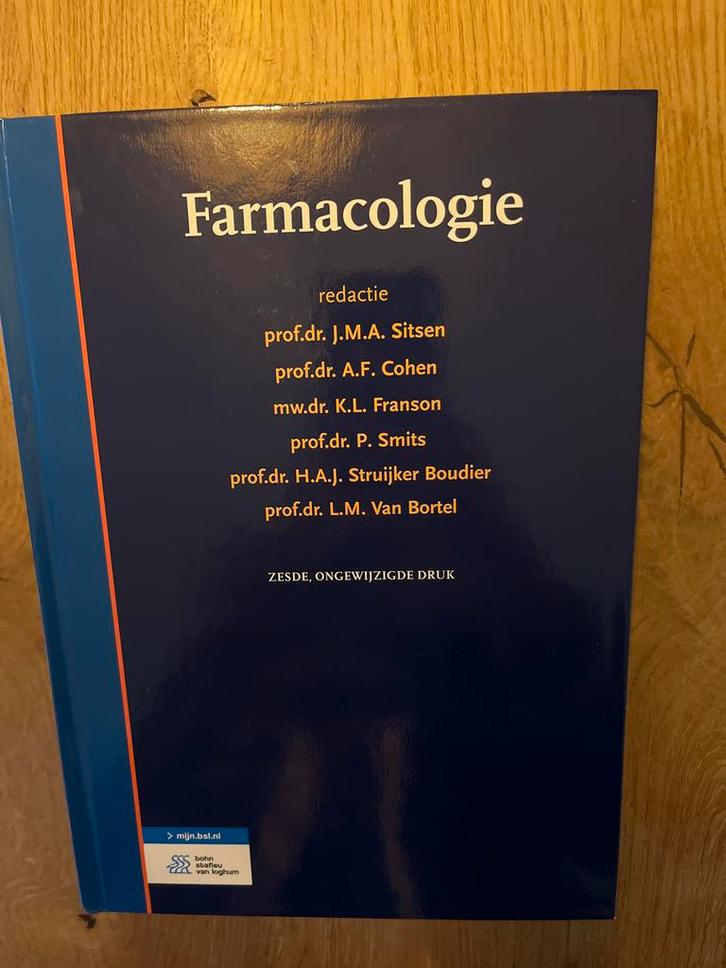 Farmacologie
redactie
prof.dr. J.M.A. Sitsen
prof.dr. A.F. Cohen
mw.dr. K.L. Franson
prof.dr. P. Smits
prof.dr. H.A.J. Struijker Boudier
prof.dr. L.M. Van Bortel
ZESDE, ONGEWIJZIGDE DRUK
> mijn.bsl.nl
bohn
stafleu
van loghum